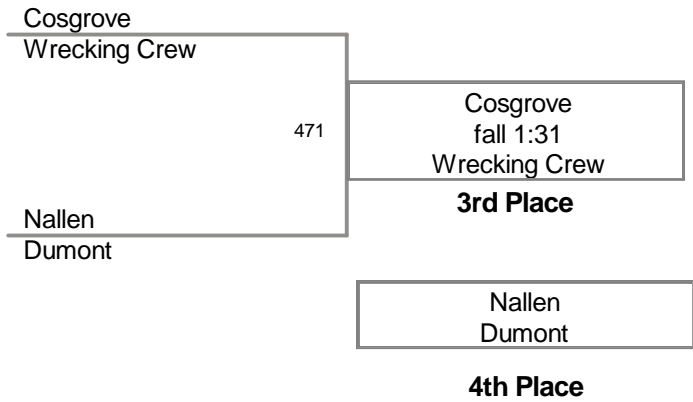 Cosgrove
Wrecking Crew
471
Cosgrove
fall 1:31
Wrecking Crew
3rd Place
Nallen
Dumont
Nallen
Dumont
4th Place